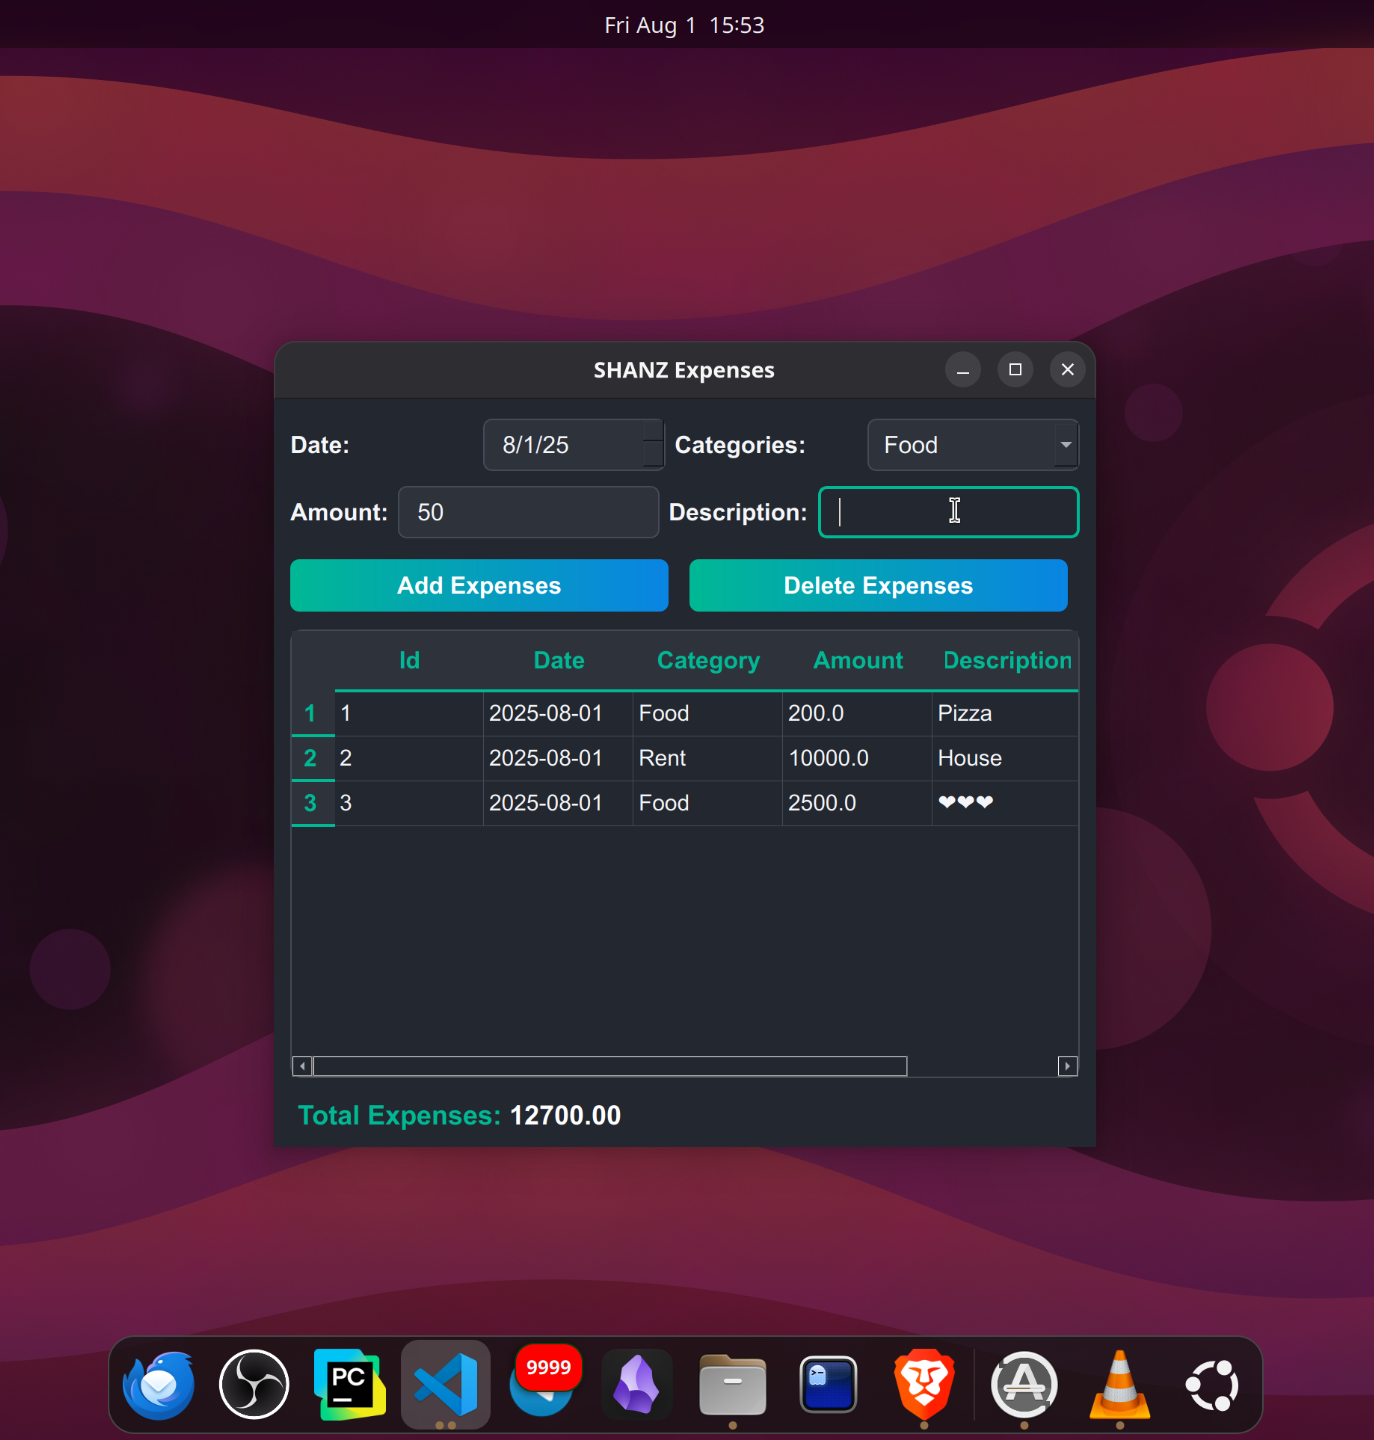 Fri Aug 1 15:53
SHANZ Expenses
Date: 8/1/25 Categories: Food
Amount: 50 Description:
Add Expenses Delete Expenses
Id Date Category Amount Description
1 1 2025-08-01 Food 200.0 Pizza
2 2 2025-08-01 Rent 10000.0 House
3 3 2025-08-01 Food 2500.0 ❤❤❤
Total Expenses: 12700.00
PC 9999